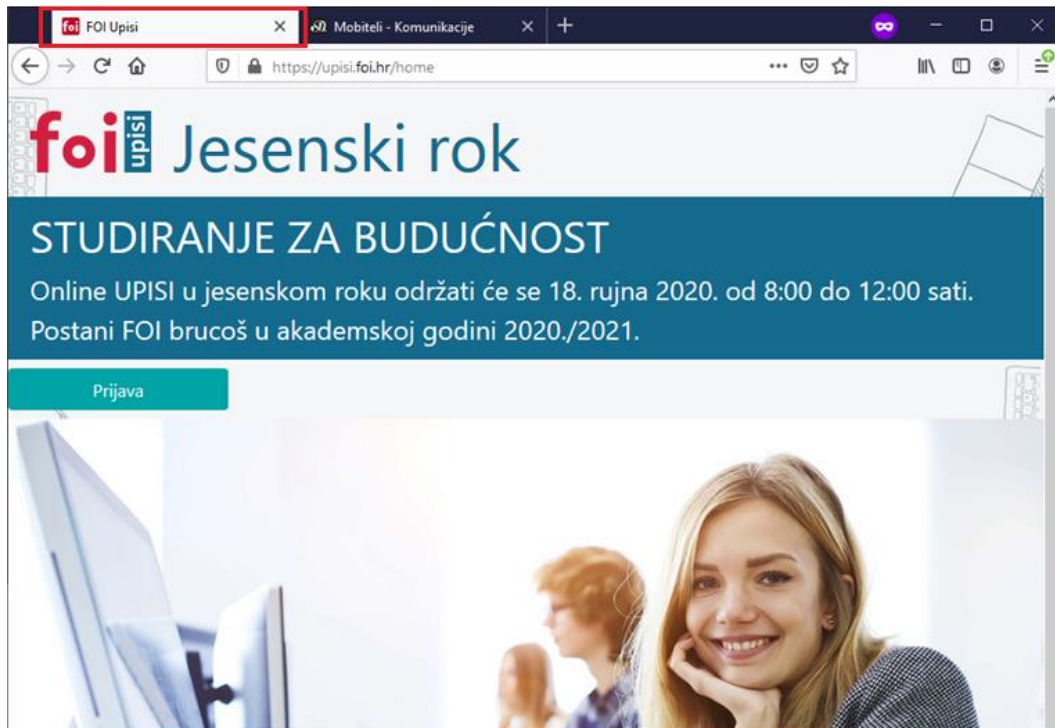 foi FOI Upisi
Mobiteli - Komunikacije
https://upisi.foi.hr/home
foi upisi Jesenski rok
STUDIRANJE ZA BUDUĆNOST
Online UPISI u jesenskom roku održati će se 18. rujna 2020. od 8:00 do 12:00 sati.
Postani FOI brucoš u akademskoj godini 2020./2021.
Prijava